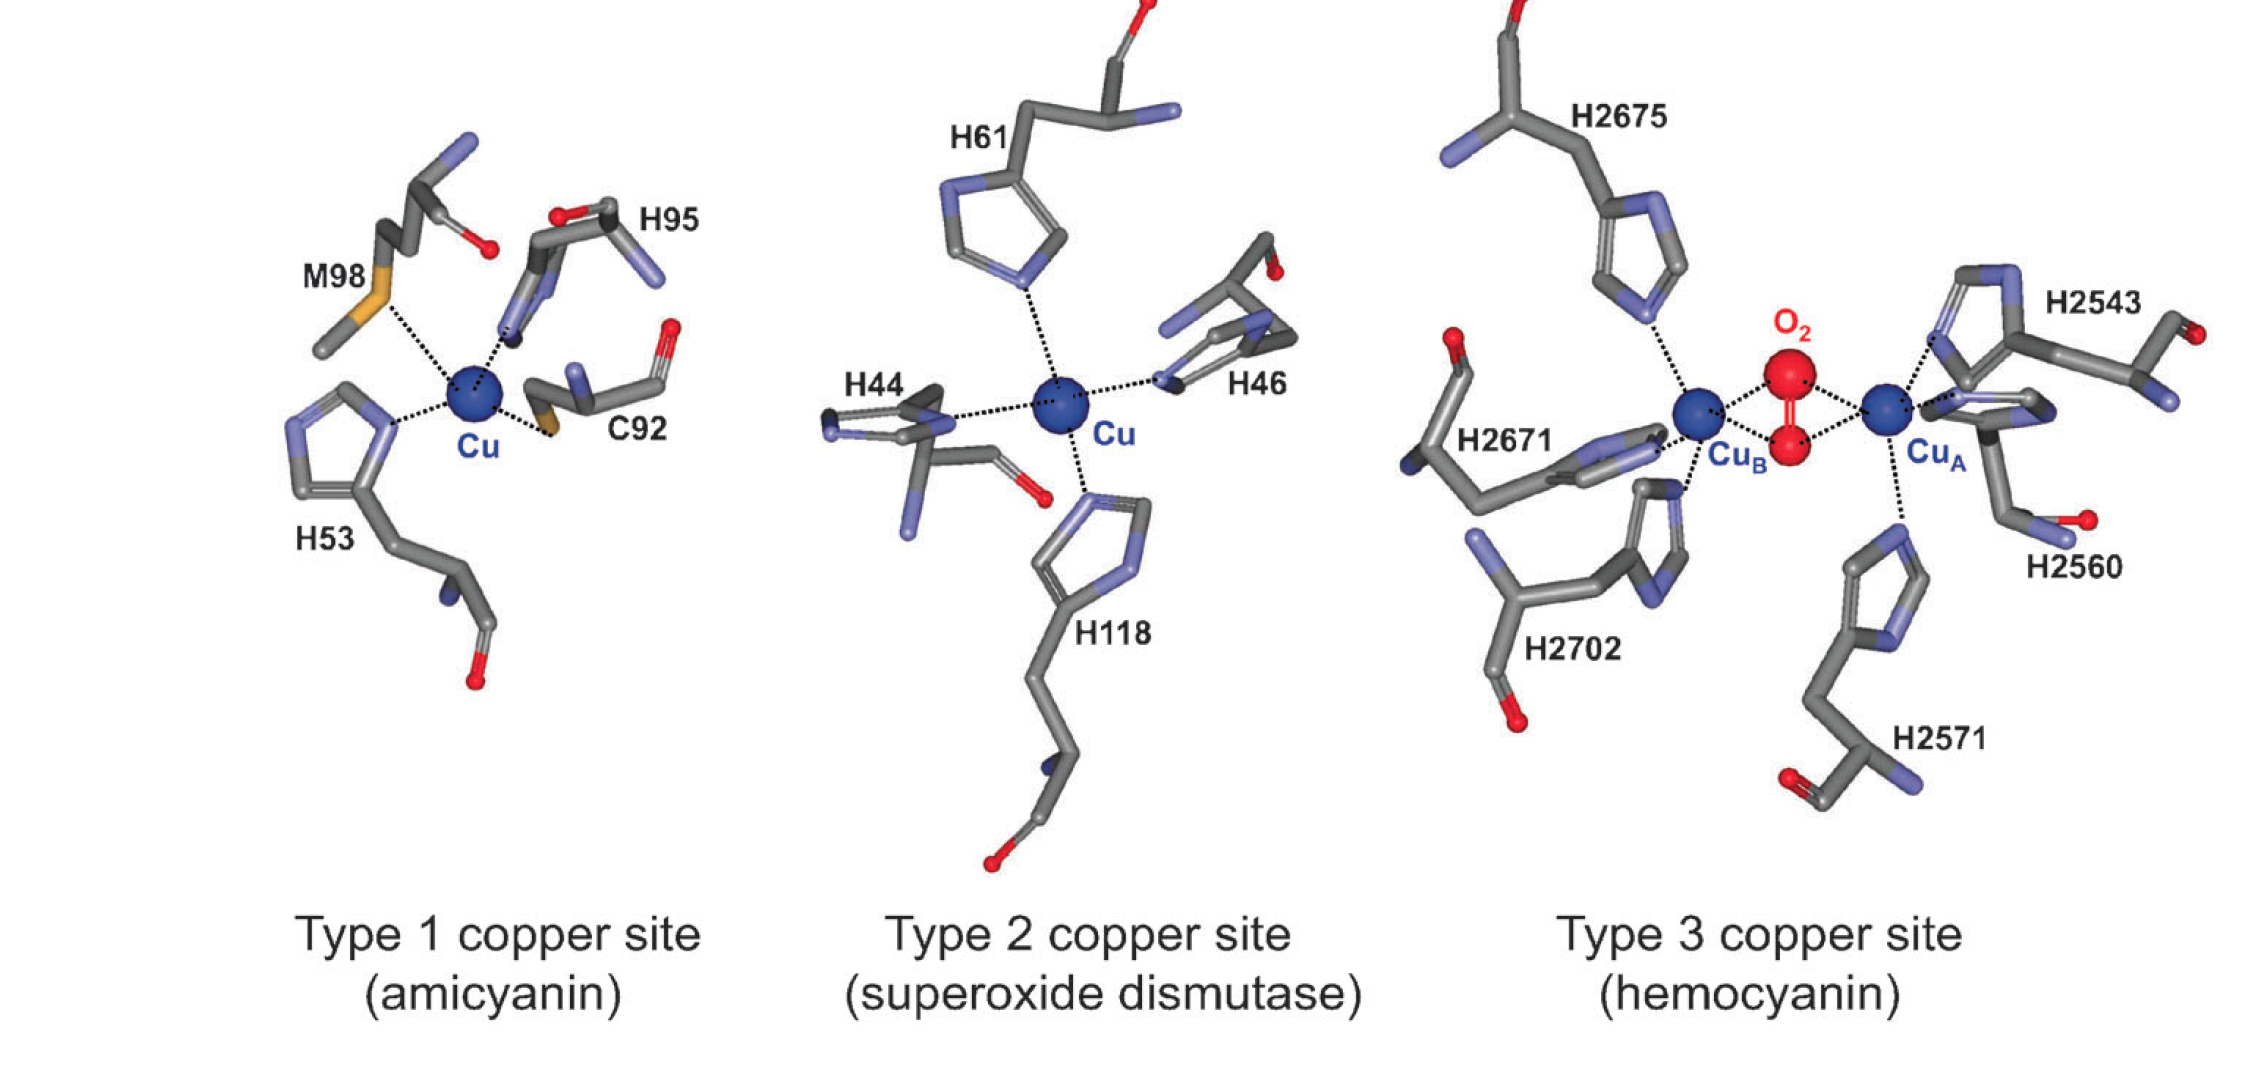 H2675
H61
H95
M98
H2543
O2
H44
H46
C92
Cu
Cu
H2671
CuB
CuA
H53
H2560
H118
H2702
H2571
Type 1 copper site
(amicyanin)
Type 2 copper site
(superoxide dismutase)
Type 3 copper site
(hemocyanin)